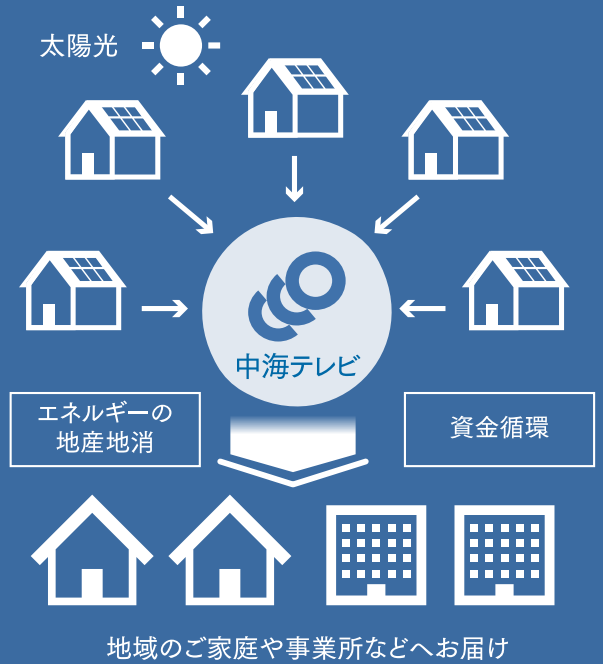 太陽光
中海テレビ
エネルギーの
地産地消
資金循環
地域のご家庭や事業所などへお届け